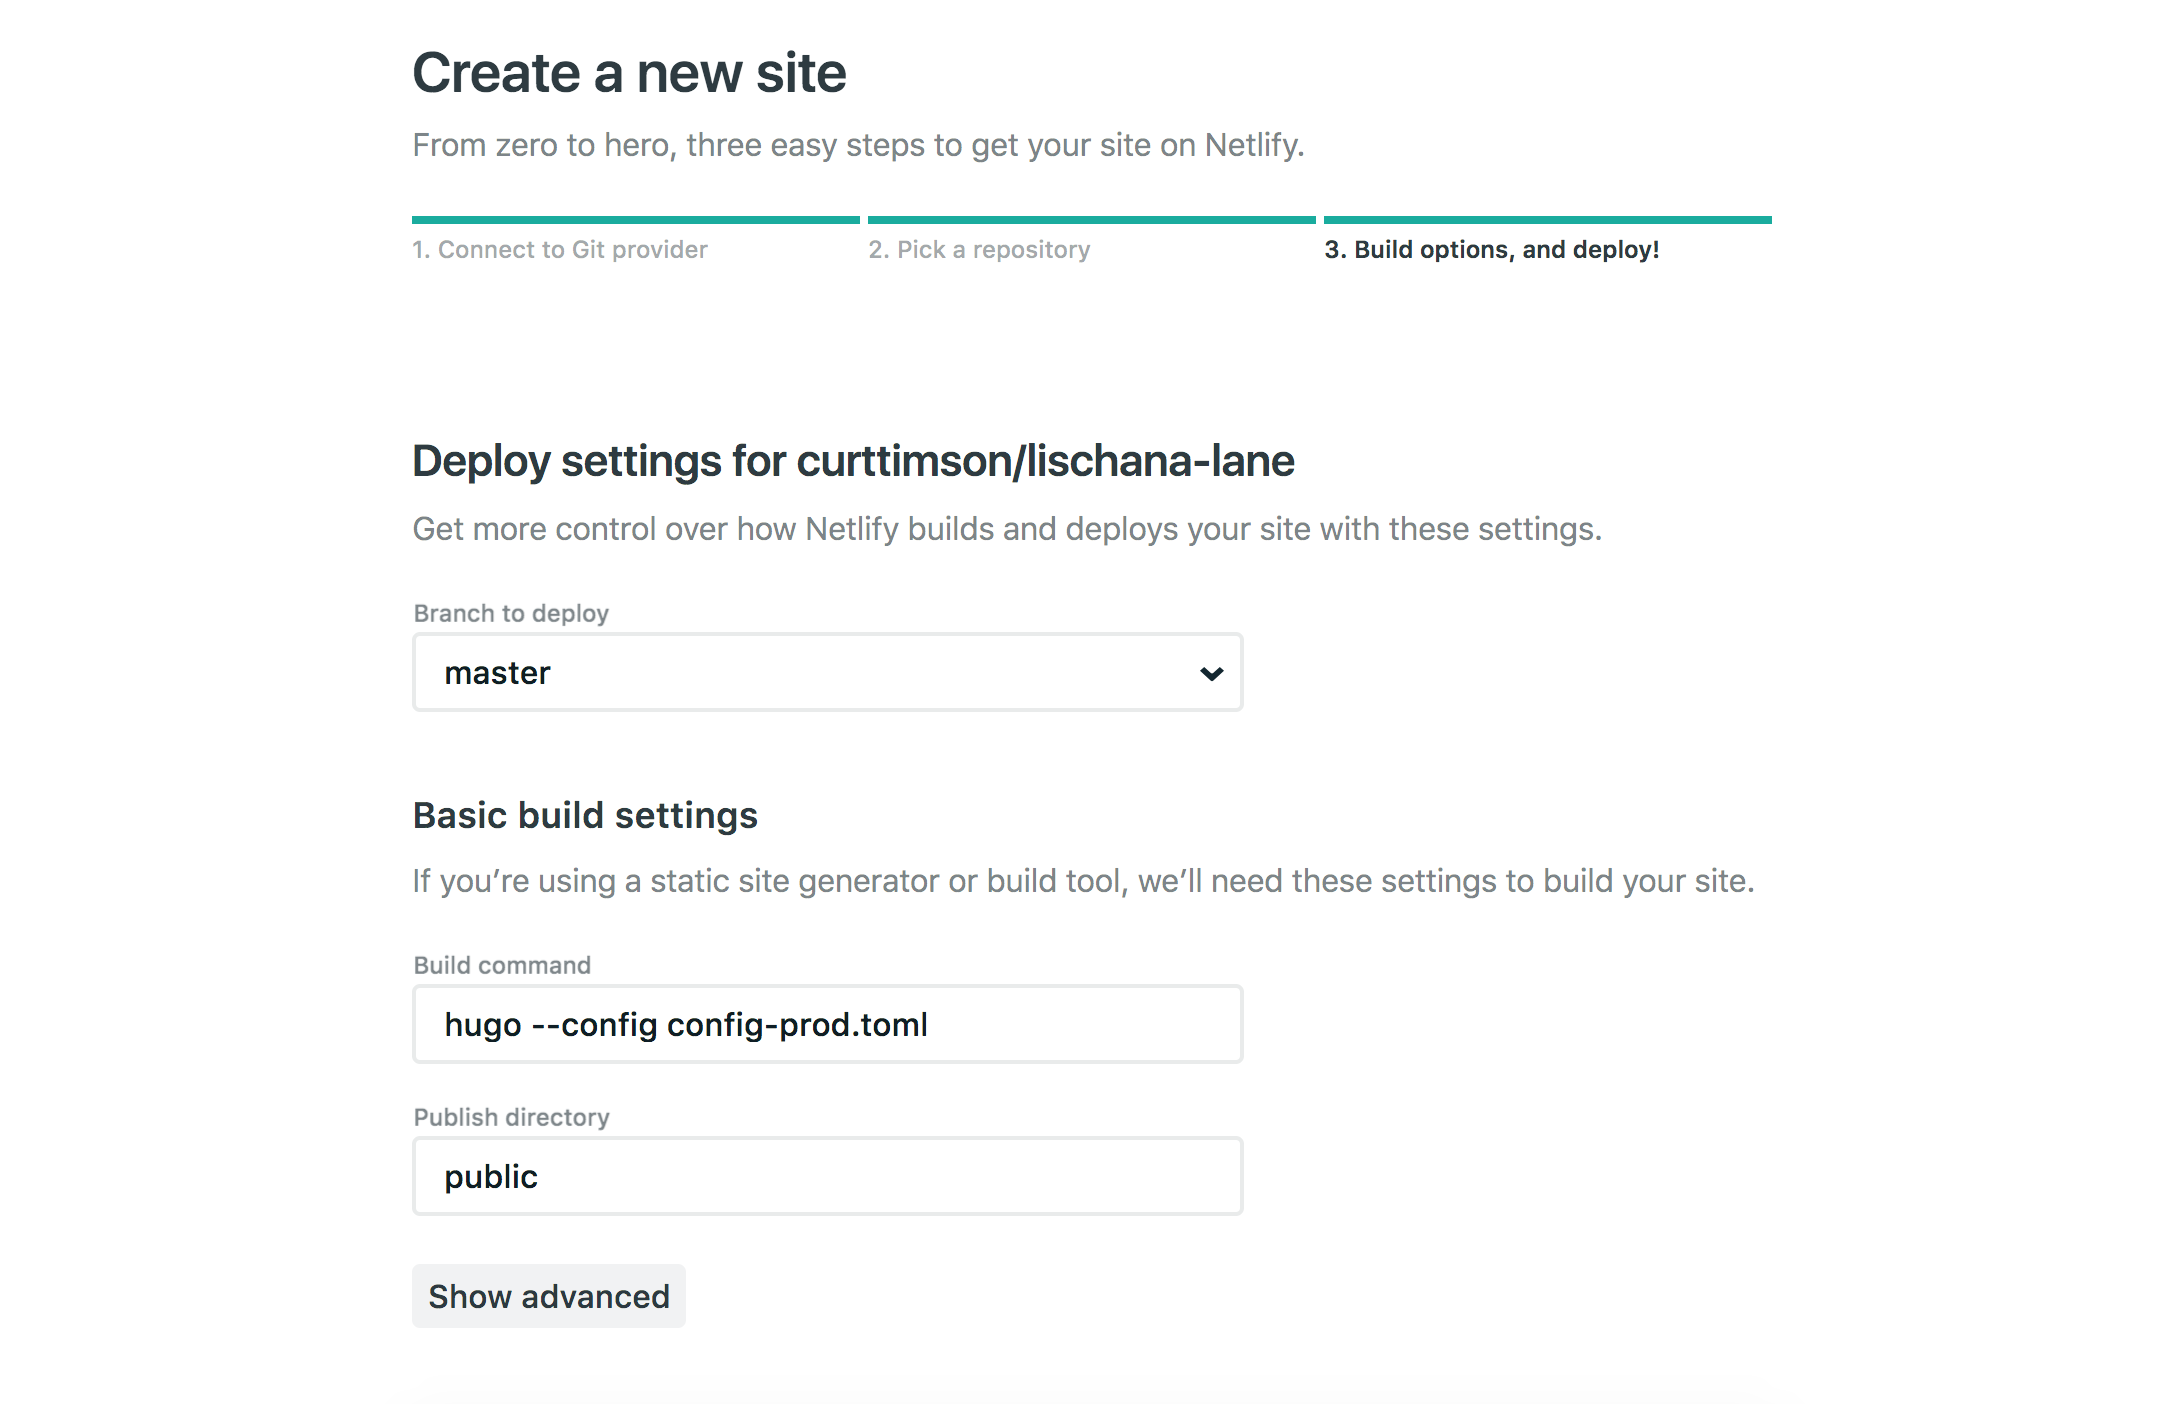 Create a new site
From zero to hero, three easy steps to get your site on Netlify.
1. Connect to Git provider
2. Pick a repository
3. Build options, and deploy!
Deploy settings for curttimson/lischana-lane
Get more control over how Netlify builds and deploys your site with these settings.
Branch to deploy
master
Basic build settings
If you’re using a static site generator or build tool, we’ll need these settings to build your site.
Build command
hugo --config config-prod.toml
Publish directory
public
Show advanced